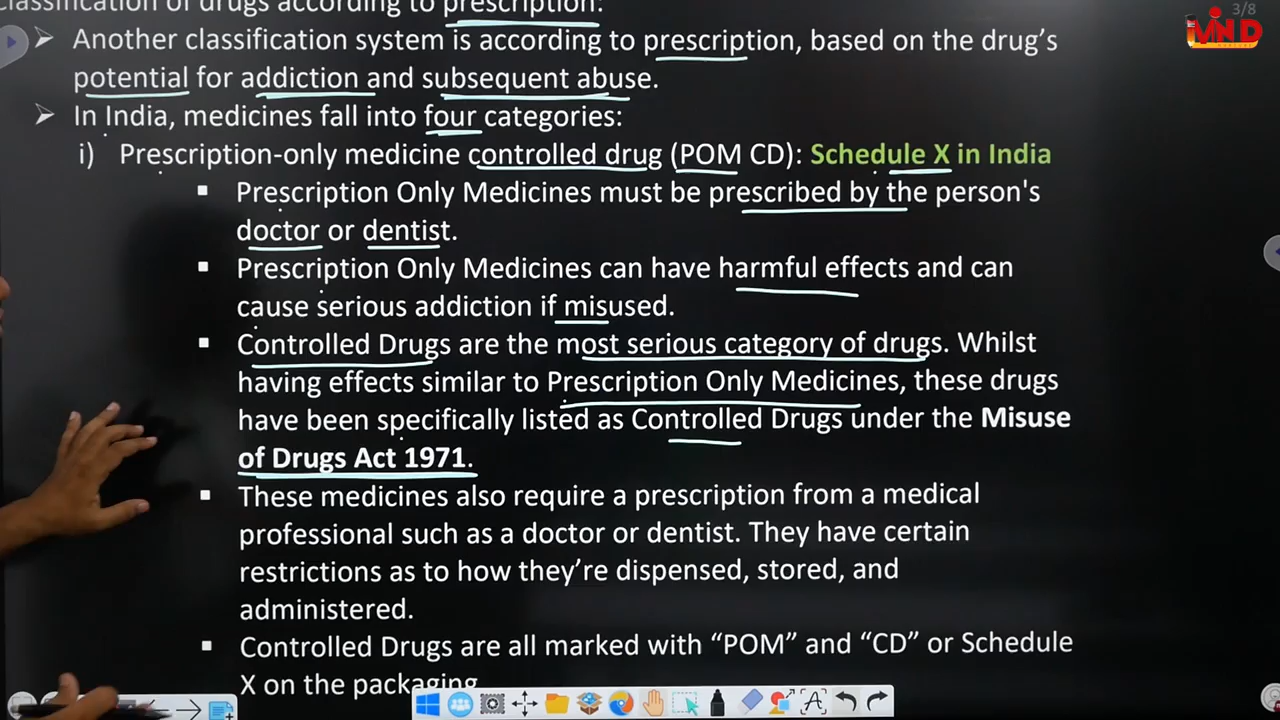 classification of drugs according to prescription:
3/8
MIND
➢ Another classification system is according to prescription, based on the drug's
potential for addiction and subsequent abuse.
➢ In India, medicines fall into four categories:
i) Prescription-only medicine controlled drug (POM CD): Schedule X in India
▪ Prescription Only Medicines must be prescribed by the person's
doctor or dentist.
▪ Prescription Only Medicines can have harmful effects and can
cause serious addiction if misused.
▪ Controlled Drugs are the most serious category of drugs. Whilst
having effects similar to Prescription Only Medicines, these drugs
have been specifically listed as Controlled Drugs under the Misuse
of Drugs Act 1971.
▪ These medicines also require a prescription from a medical
professional such as a doctor or dentist. They have certain
restrictions as to how they're dispensed, stored, and
administered.
▪ Controlled Drugs are all marked with “POM” and “CD” or Schedule
X on the packaging